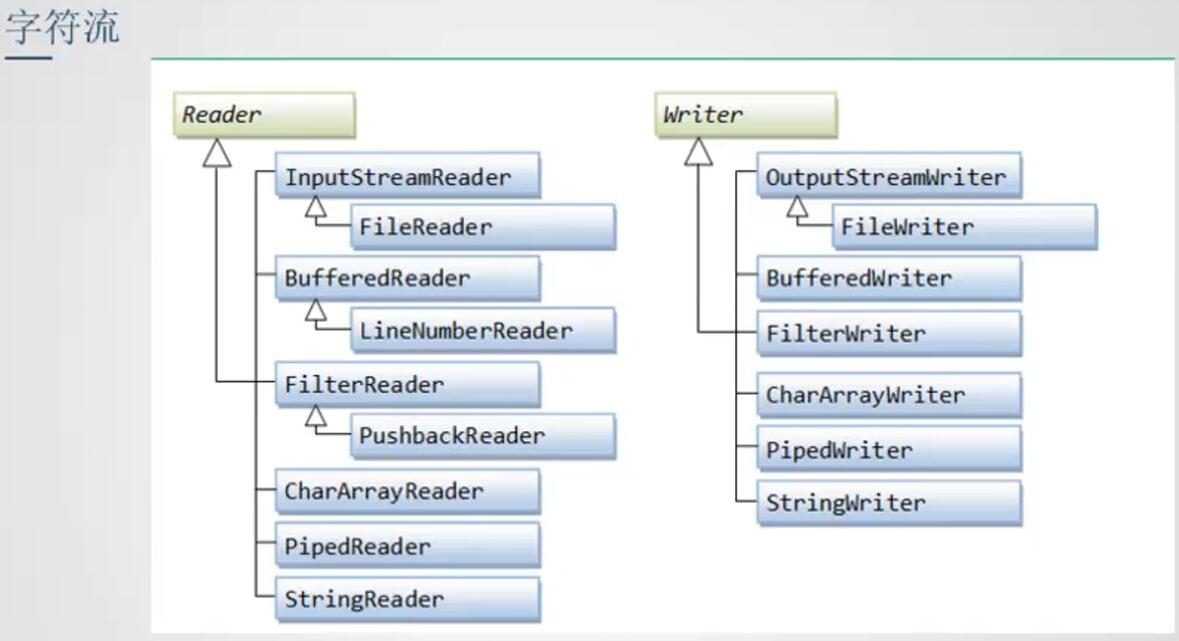 字符流
Reader
InputStreamReader
FileReader
BufferedReader
LineNumberReader
FilterReader
PushbackReader
CharArrayReader
PipedReader
StringReader
Writer
OutputStreamWriter
FileWriter
BufferedWriter
FilterWriter
CharArrayWriter
PipedWriter
StringWriter